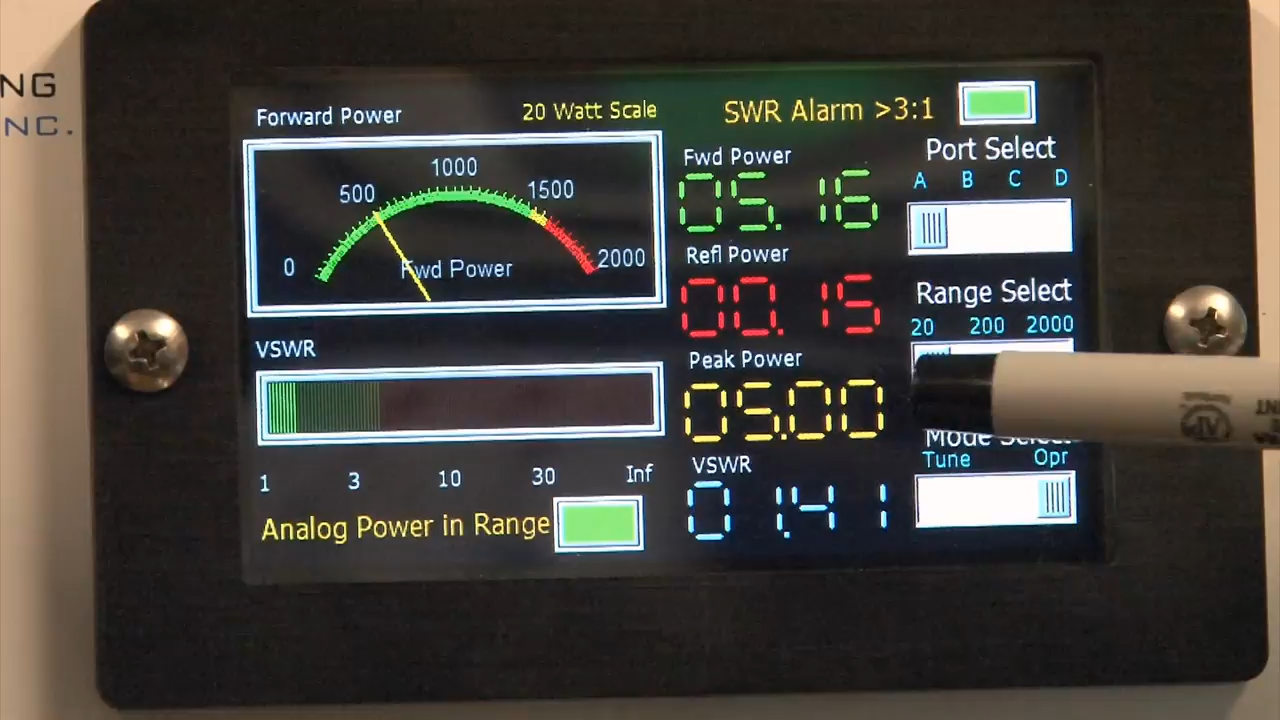 NG
NC.
Forward Power
20 Watt Scale
0
500
1000
1500
2000
Fwd Power
VSWR
1 3 10 30 Inf
Analog Power in Range
SWR Alarm >3:1
Fwd Power
05.16
Refl Power
00.15
Peak Power
05.00
VSWR
01.41
Port Select
A B C D
Range Select
20 200 2000
Mode Select
Tune Opr